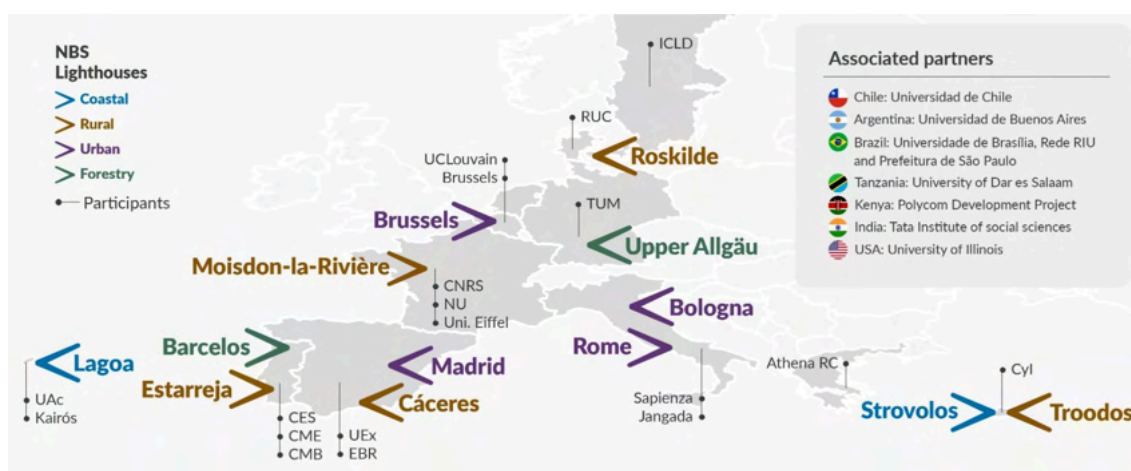 NBS
Lighthouses
Coastal
Rural
Urban
Forestry
Participants
ICLD
RUC
Roskilde
UCLouvain
Brussels
Brussels
TUM
Upper Allgäu
Moisdon-la-Rivière
CNRS
NU
Uni. Eiffel
Bologna
Rome
Barcelos
Madrid
Lagoa
Estarreja
Cáceres
UAc
Kairós
CES
CME
CMB
UEx
EBR
Sapienza
Jangada
Athena RC
CyI
Strovolos
Troodos
Associated partners
Chile: Universidad de Chile
Argentina: Universidad de Buenos Aires
Brazil: Universidade de Brasília, Rede RIU
and Prefeitura de São Paulo
Tanzania: University of Dar es Salaam
Kenya: Polycom Development Project
India: Tata Institute of social sciences
USA: University of Illinois